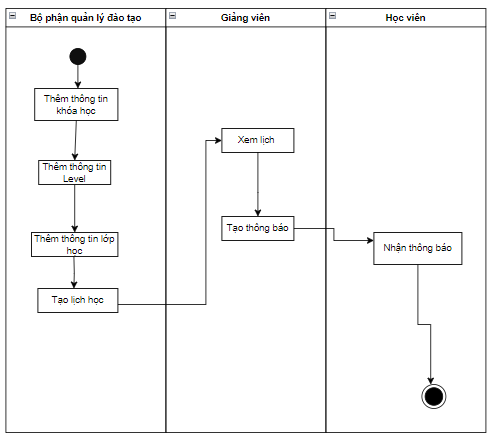 Bộ phận quản lý đào tạo
Giảng viên
Học viên
Thêm thông tin
khóa học
Thêm thông tin
Level
Thêm thông tin lớp
học
Tạo lịch học
Xem lịch
Tạo thông báo
Nhận thông báo